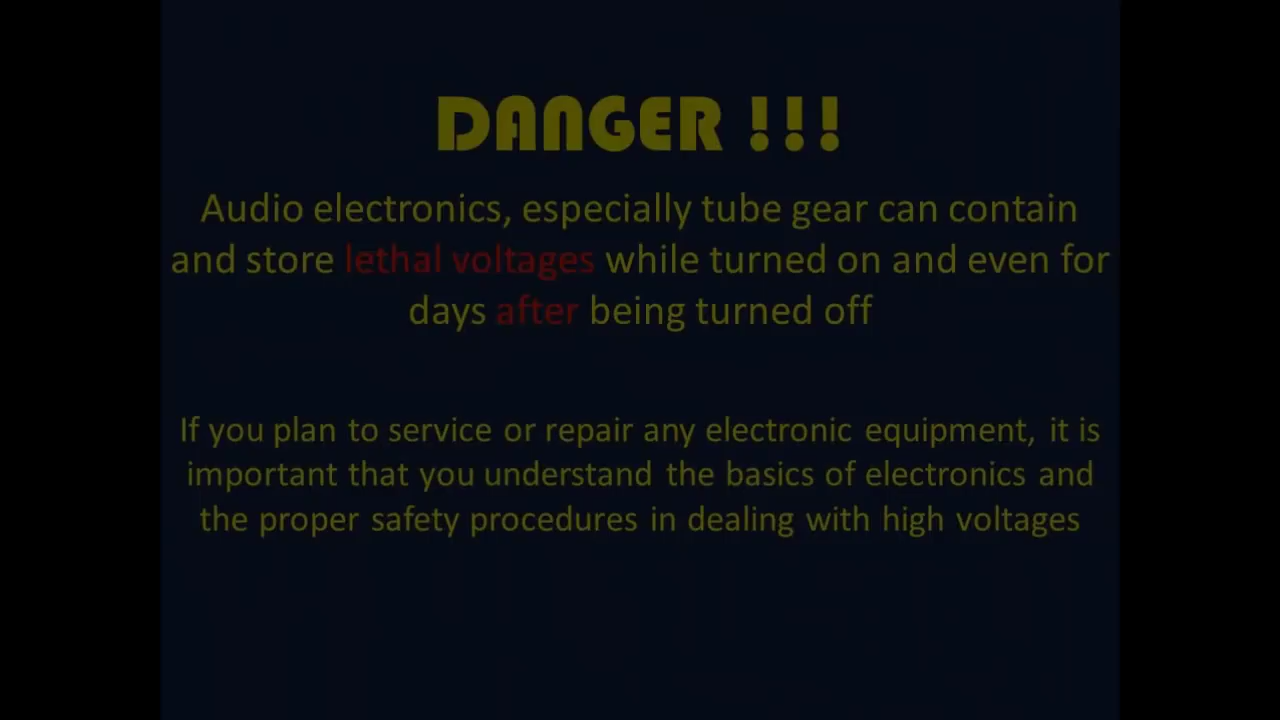 DANGER !!!
Audio electronics, especially tube gear can contain
and store lethal voltages while turned on and even for
days after being turned off
If you plan to service or repair any electronic equipment, it is
important that you understand the basics of electronics and
the proper safety procedures in dealing with high voltages